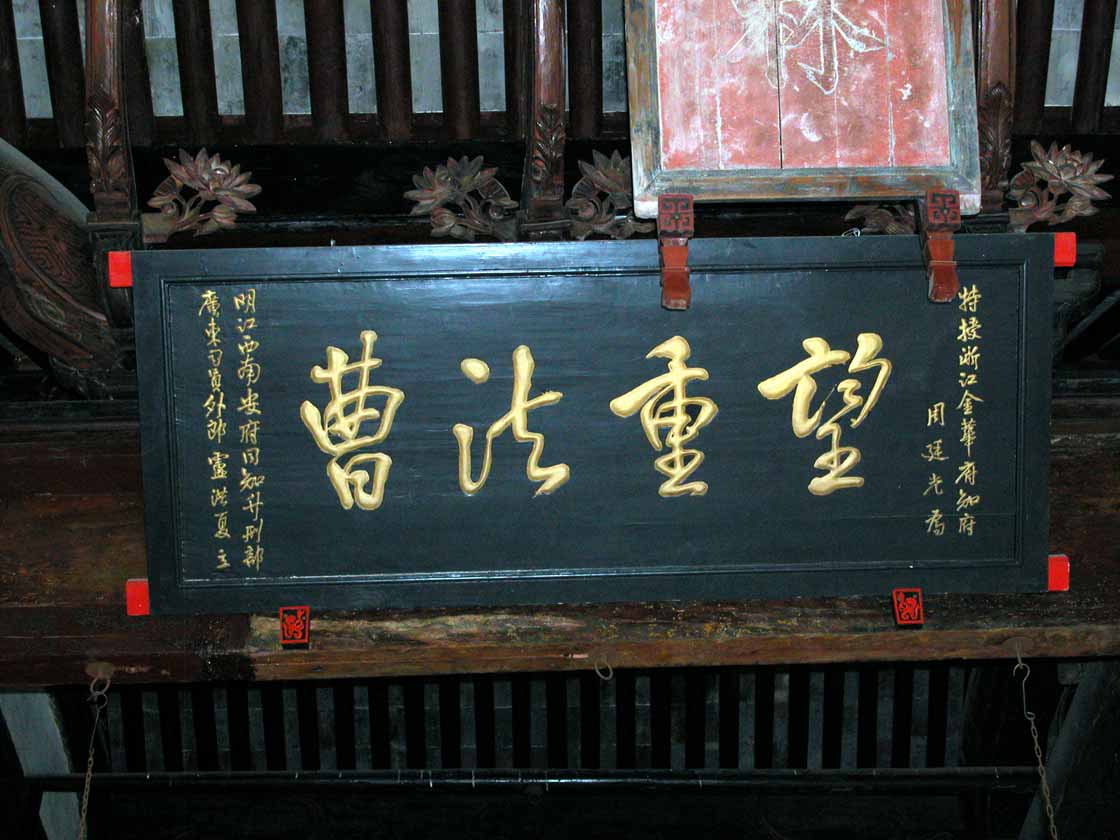 特授浙江金華府知府
周廷光為
望重法曹
明江西南安府同知升刑部
廣東司員外郎 盧洪夏 立